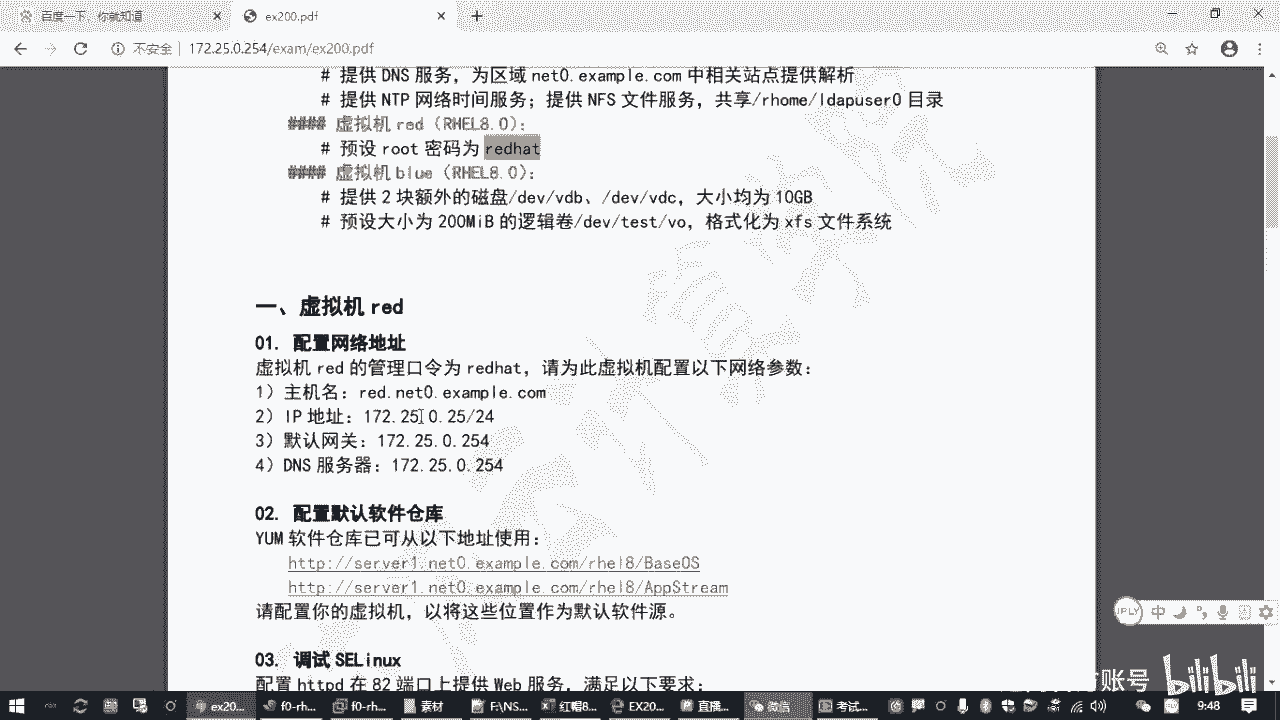 百度一下，你就知道
ex200.pdf
不安全 | 172.25.0.254/exam/ex200.pdf
# 提供 DNS 服务，为区域 net0.example.com 中相关站点提供解析
# 提供 NTP 网络时间服务；提供 NFS 文件服务，共享/rhome/ldapuser0 目录
#### 虚拟机 red（RHEL8.0）：
# 预设 root 密码为 redhat
#### 虚拟机 blue（RHEL8.0）：
# 提供 2 块额外的磁盘/dev/vdb、/dev/vdc，大小均为 10GB
# 预设大小为 200MiB 的逻辑卷/dev/test/vo，格式化为 xfs 文件系统
一、虚拟机 red
01. 配置网络地址
虚拟机 red 的管理口令为 redhat，请为此虚拟机配置以下网络参数：
1）主机名：red.net0.example.com
2）IP 地址：172.25.0.25/24
3）默认网关：172.25.0.254
4）DNS 服务器：172.25.0.254
02. 配置默认软件仓库
YUM 软件仓库已可从以下地址使用：
http://server1.net0.example.com/rhel8/BaseOS
http://server1.net0.example.com/rhel8/AppStream
请配置你的虚拟机，以将这些位置作为默认软件源。
03. 调试 SELinux
配置 httpd 在 82 端口上提供 Web 服务，满足以下要求：
iFLY 中
账号 bilibili
ex20... f0-rh... f0-rh... 素材 F:\NS... 红帽... EX20... 直播... 微信 考试... 9:48